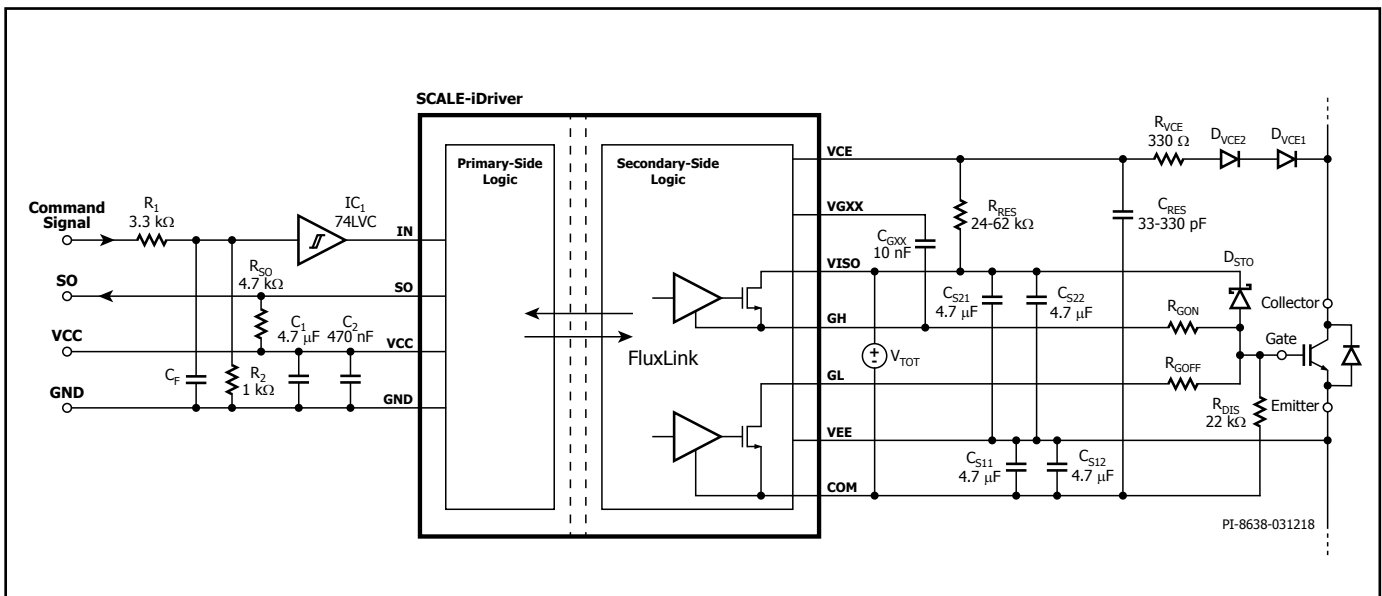 SCALE-iDriver
Primary-Side
Logic
Secondary-Side
Logic
FluxLink
Command
Signal
R1
3.3 kΩ
IC1
74LVC
IN
SO
RSO
4.7 kΩ
SO
VCC
C1
4.7 μF
C2
470 nF
VCC
GND
CF
R2
1 kΩ
GND
VCE
RVCE
330 Ω
DVCE2
DVCE1
VGXX
RRES
24-62 kΩ
CRES
33-330 pF
CGXX
10 nF
VISO
DSTO
CS21
4.7 μF
CS22
4.7 μF
Collector
GH
RGON
Gate
VTOT
GL
RGOFF
RDIS
22 kΩ
Emitter
VEE
CS11
4.7 μF
CS12
4.7 μF
COM
PI-8638-031218